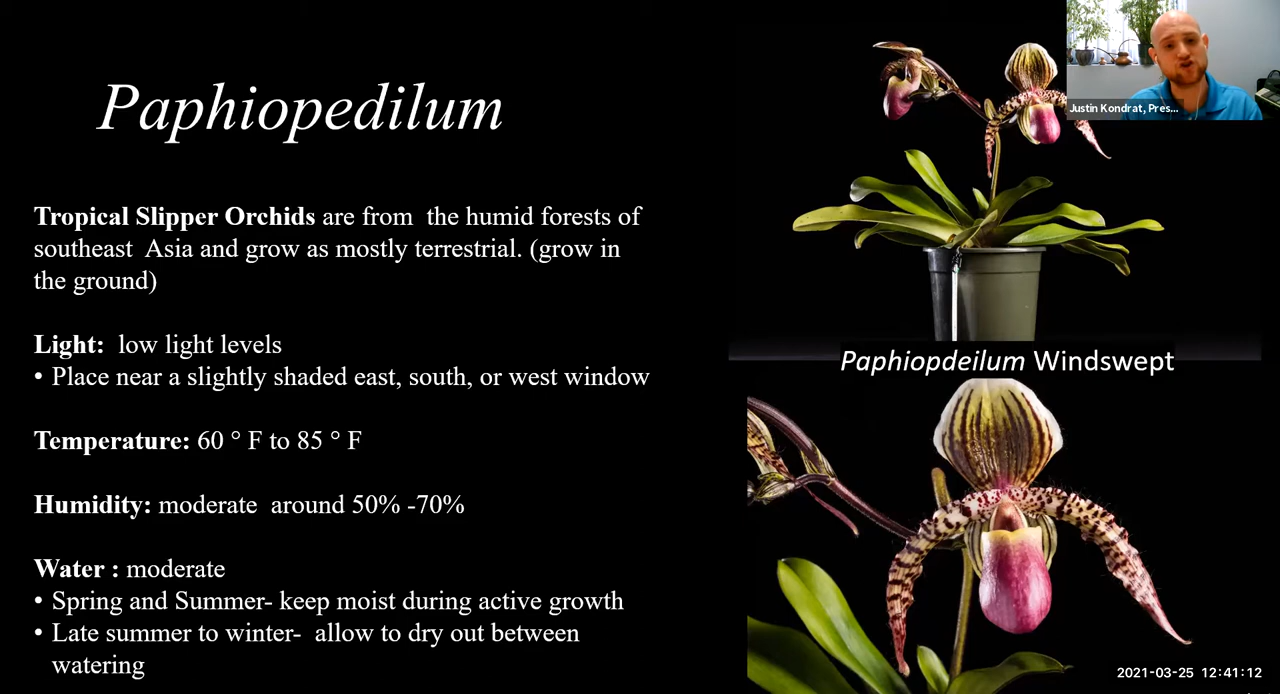 Paphiopedilum
Tropical Slipper Orchids are from the humid forests of
southeast Asia and grow as mostly terrestrial. (grow in
the ground)
Light: low light levels
• Place near a slightly shaded east, south, or west window
Temperature: 60 ° F to 85 ° F
Humidity: moderate around 50% -70%
Water : moderate
• Spring and Summer- keep moist during active growth
• Late summer to winter- allow to dry out between
watering
Justin Kondrat, Pres...
Paphiopdeilum Windswept
2021-03-25 12:41:12